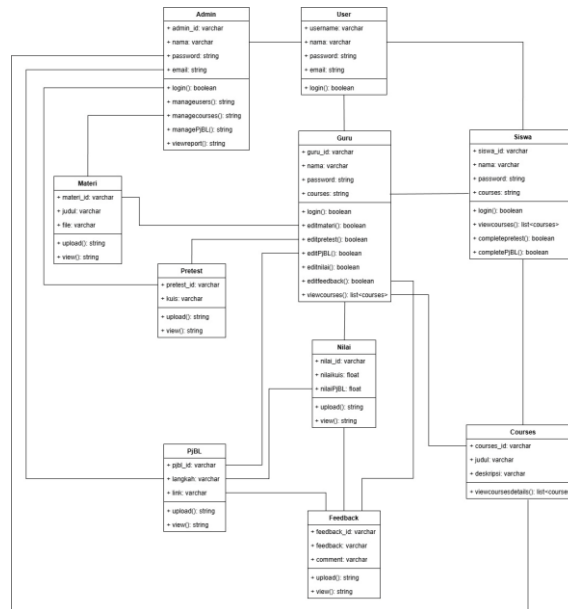 Admin
+ admin_id: varchar
+ nama: varchar
+ password: string
+ email: string
+ login(): boolean
+ manageusers(): string
+ managecourses(): string
+ managePjBL(): string
+ viewreport(): string
User
+ username: varchar
+ nama: varchar
+ password: string
+ email: string
+ login(): boolean
Guru
+ guru_id: varchar
+ nama: varchar
+ password: string
+ courses: string
+ login(): boolean
+ editmateri(): boolean
+ editpretest(): boolean
+ editPjBL(): boolean
+ editnilai(): boolean
+ editfeedback(): boolean
+ viewcourses(): list<courses>
Siswa
+ siswa_id: varchar
+ nama: varchar
+ password: string
+ courses: string
+ login(): boolean
+ viewcourses(): list<courses>
+ completepretest(): boolean
+ completePjBL(): boolean
Materi
+ materi_id: varchar
+ judul: varchar
+ file: varchar
+ upload(): string
+ view(): string
Pretest
+ pretest_id: varchar
+ kuis: varchar
+ upload(): string
+ view(): string
Nilai
+ nilai_id: varchar
+ nilaikuis: float
+ nilaiPjBL: float
+ upload(): string
+ view(): string
PjBL
+ pjbl_id: varchar
+ langkah: varchar
+ link: varchar
+ upload(): string
+ view(): string
Courses
+ courses_id: varchar
+ judul: varchar
+ deskripsi: varchar
+ viewcoursesdetails(): list<course
Feedback
+ feedback_id: varchar
+ feedback: varchar
+ comment: varchar
+ upload(): string
+ view(): string